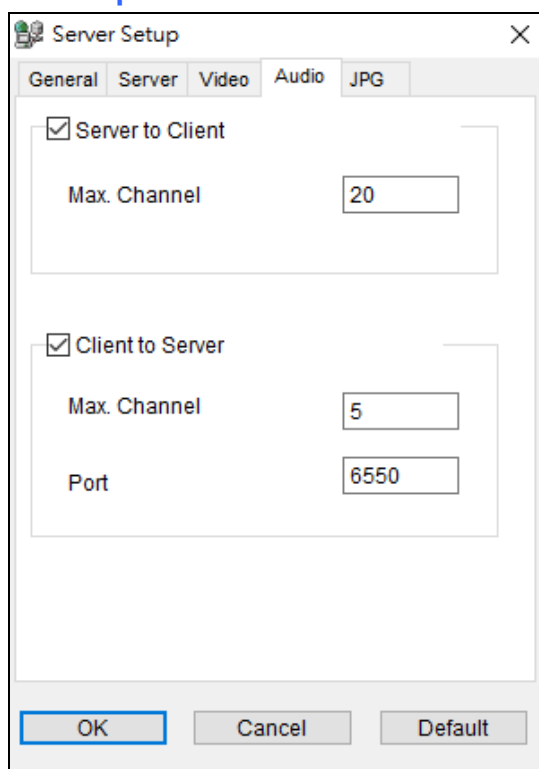 Server Setup
General Server Video Audio JPG
Server to Client
Max. Channel 20
Client to Server
Max. Channel 5
Port 6550
OK Cancel Default